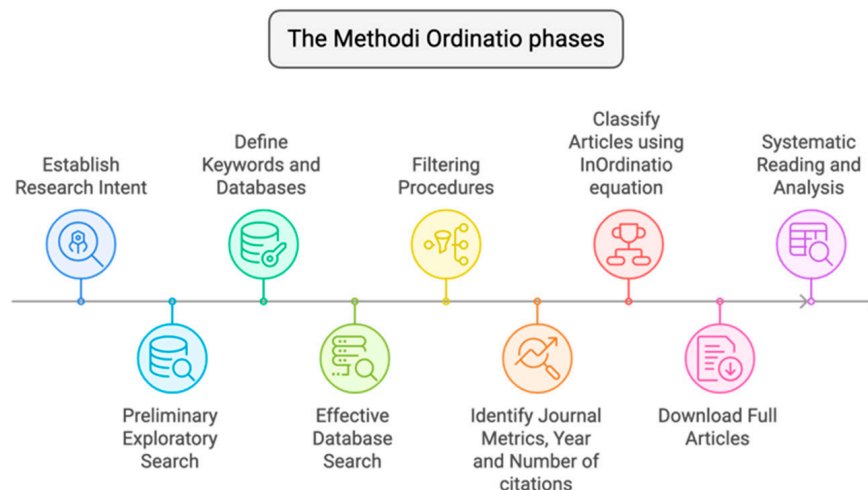 The Methodi Ordinatio phases
Establish
Research Intent
Preliminary
Exploratory
Search
Define
Keywords and
Databases
Effective
Database
Search
Filtering
Procedures
Identify Journal
Metrics, Year
and Number of
citations
Classify
Articles using
InOrdinatio
equation
Download Full
Articles
Systematic
Reading and
Analysis